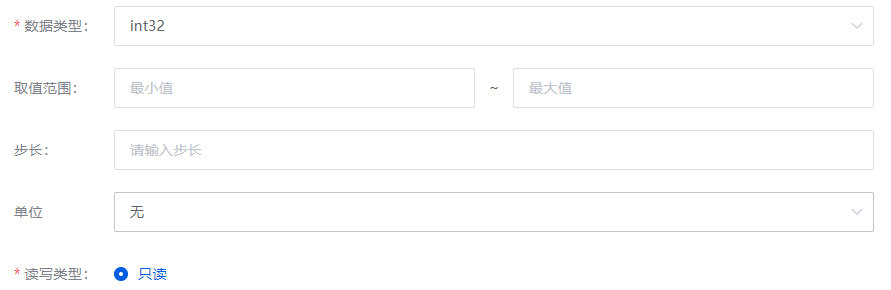 * 数据类型： int32
取值范围： 最小值 ~ 最大值
步长： 请输入步长
单位 无
* 读写类型： 只读